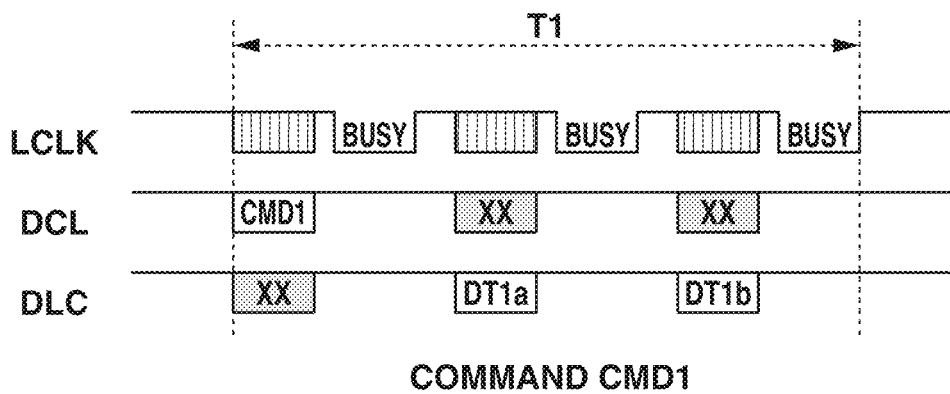 T1
LCLK BUSY BUSY BUSY
DCL CMD1 XX XX
DLC XX DT1a DT1b
COMMAND CMD1